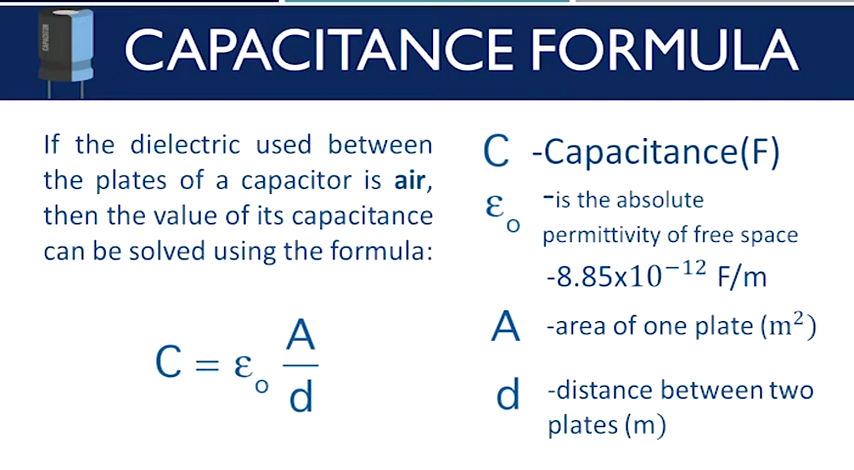 CAPACITOR
CAPACITANCE FORMULA
If the dielectric used between
the plates of a capacitor is air,
then the value of its capacitance
can be solved using the formula:
C = ε₀ A/d
C -Capacitance(F)
ε₀ -is the absolute
permittivity of free space
-8.85x10⁻¹² F/m
A -area of one plate (m²)
d -distance between two
plates (m)